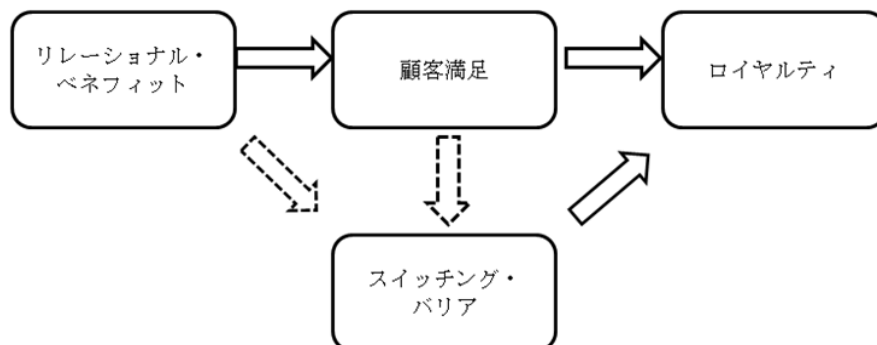 リレーショナル・
ベネフィット
顧客満足
ロイヤルティ
スイッチング・
バリア